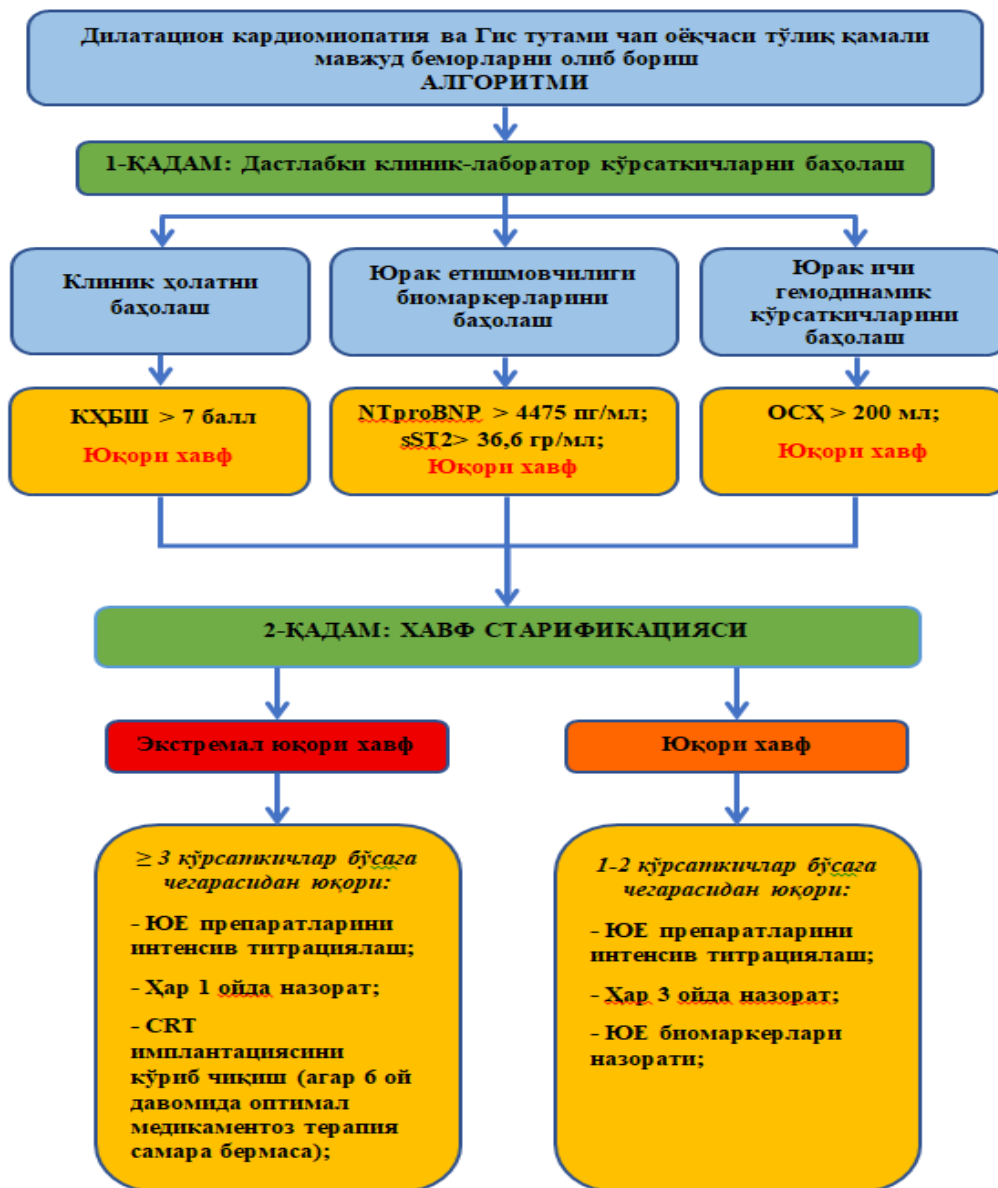 Дилатацион кардиомиопатия ва Гис тутами чап оёқчаси тўлиқ қамали
мавжуд беморларни олиб бориш
АЛГОРИТМИ
1-ҚАДАМ: Дастлабки клиник-лаборатор кўрсаткичларни баҳолаш
Клиник ҳолатни
баҳолаш
Юрак етишмовчилиги
биомаркерларини
баҳолаш
Юрак ичи
гемодинамик
кўрсаткичларини
баҳолаш
КҲБШ > 7 балл
Юқори хавф
NTproBNP > 4475 пг/мл;
sST2> 36,6 гр/мл;
Юқори хавф
ОСҲ > 200 мл;
Юқори хавф
2-ҚАДАМ: ХАВФ СТАРИФИКАЦИЯСИ
Экстремал юқори хавф
Юқори хавф
≥ 3 кўрсаткичлар бўсаға
чегарасидан юқори:
- ЮЕ препаратларини
интенсив титрациялаш;
- Ҳар 1 ойда назорат;
- CRT
имплантациясини
кўриб чиқиш (агар 6 ой
давомида оптимал
медикаментоз терапия
самара бермаса);
1-2 кўрсаткичлар бўсаға
чегарасидан юқори:
- ЮЕ препаратларини
интенсив титрациялаш;
- Ҳар 3 ойда назорат;
- ЮЕ биомаркерлари
назорати;